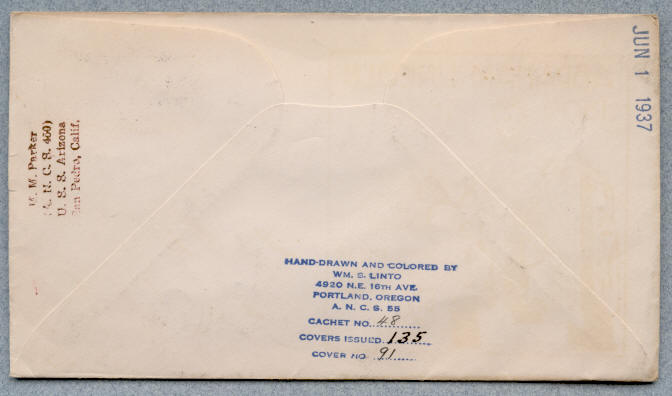 M. M. Parker
A. N. C. S. 460)
U. S. S. Arizona
San Pedro, Calif.
JUN 1 1937
HAND-DRAWN AND COLORED BY
WM. S. LINTO
4920 N.E. 16TH AVE.
PORTLAND, OREGON
A. N. C. S. 55
CACHET NO. 48
COVERS ISSUED. 135
COVER NO. 91